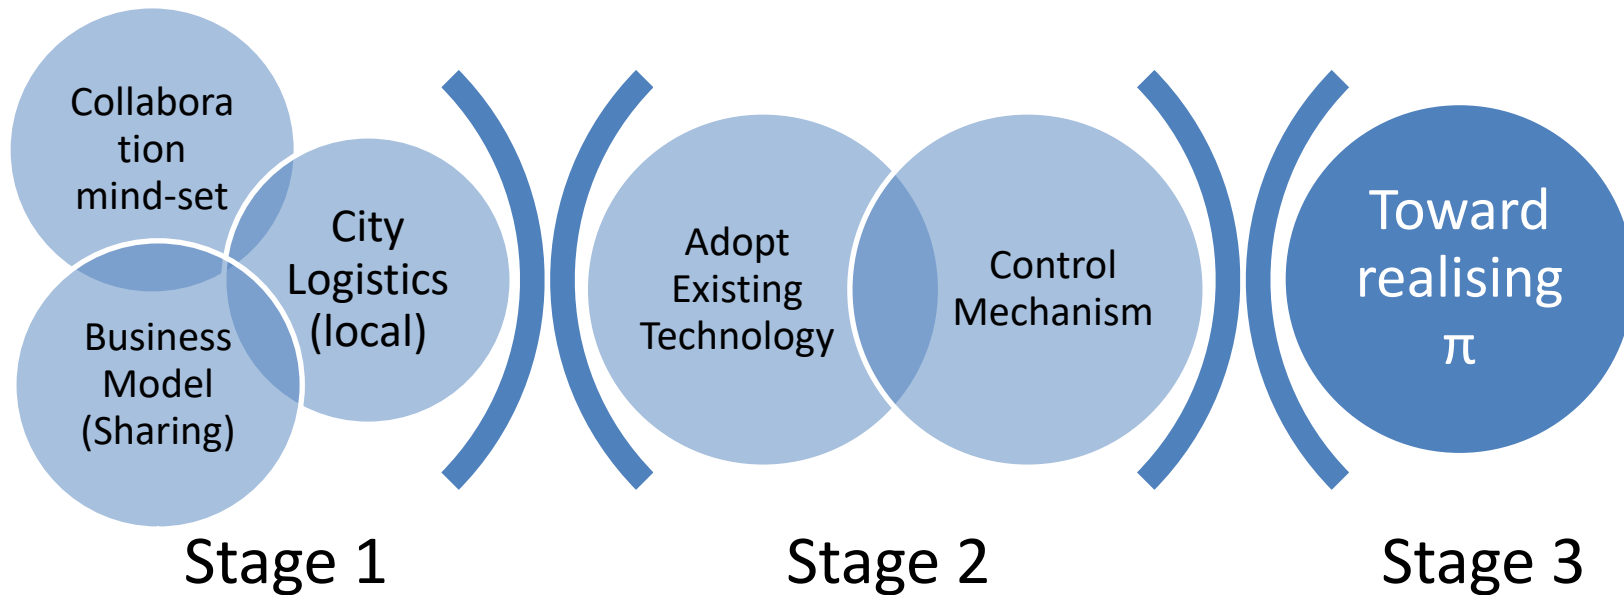 Collabora
tion
mind-set
Business
Model
(Sharing)
City
Logistics
(local)
Adopt
Existing
Technology
Control
Mechanism
Toward
realising
π
Stage 1
Stage 2
Stage 3